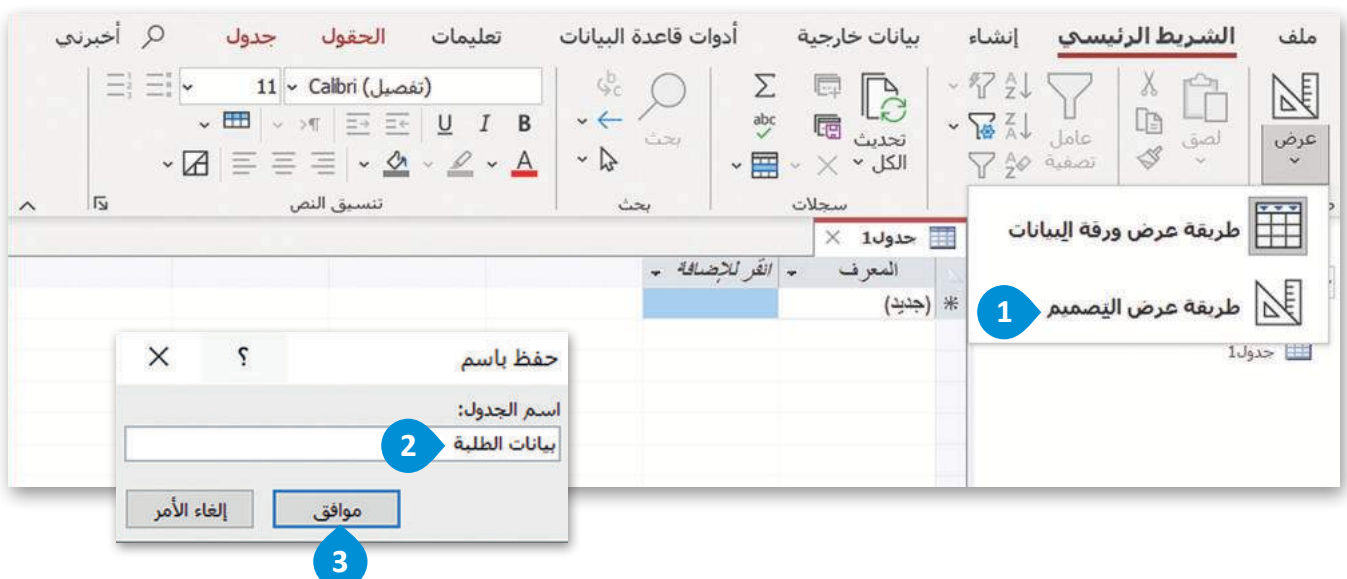 ملف الشريط الرئيسي إنشاء بيانات خارجية أدوات قاعدة البيانات تعليمات الحقول جدول أخبرني
عرض
لصق
عامل تصفية
A Z
Z A
A Z
تحديث الكل
Σ
abc
بحث
b c
Calibri (تفصيل) 11
B I U
A
سجلات
بحث
تنسيق النص
طريقة عرض ورقة البيانات
طريقة عرض التصميم
1
جدول1
جدول1
المعرف انقر للإضافة
(جديد)
حفظ باسم ؟
اسم الجدول:
بيانات الطلبة
2
موافق إلغاء الأمر
3